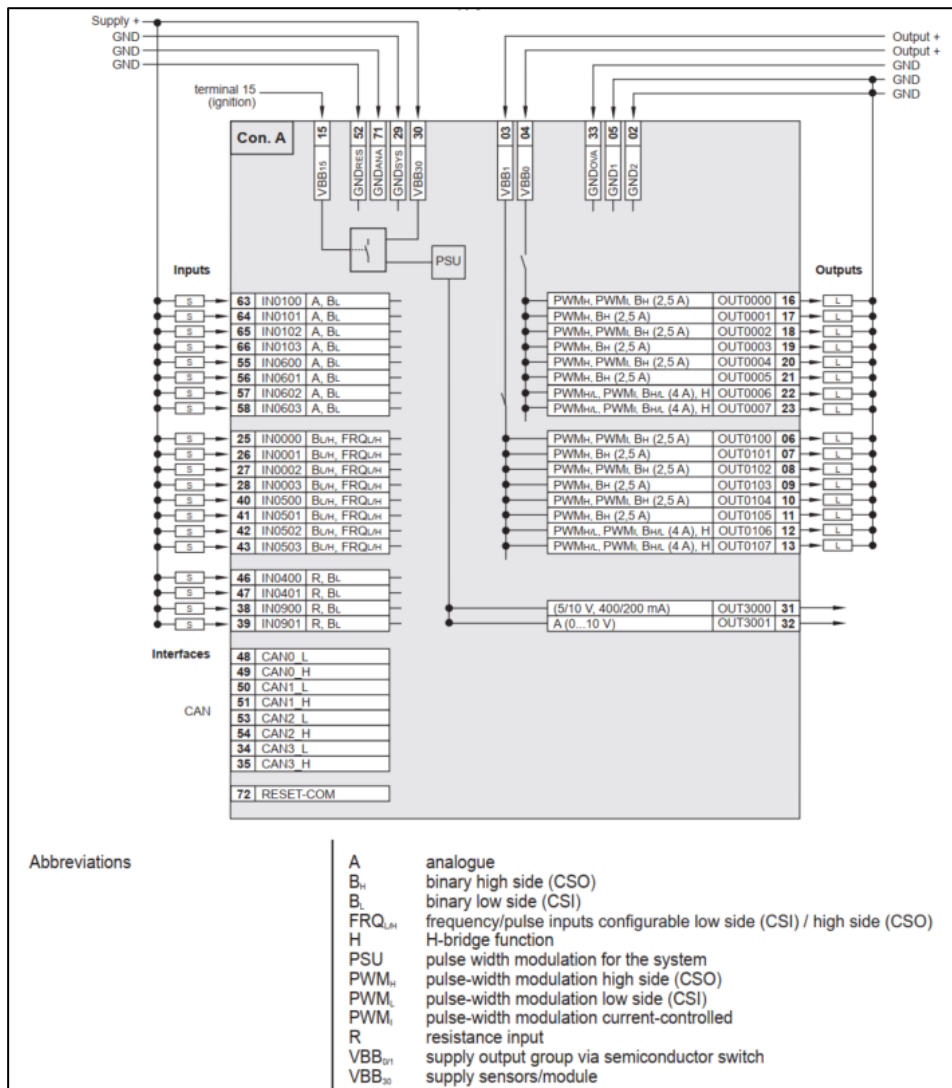 Supply +
GND
GND
GND
terminal 15
(ignition)
Output +
Output +
GND
GND
GND
Con. A
15 52 71 29 30 03 04 33 05 02
VBB15 GNDRES GNDANA GNDSYS VBB30 VBB1 VBB0 GNDOVA GND1 GND2
PSU
Inputs
Outputs
S 63 IN0100 A, BL
S 64 IN0101 A, BL
S 65 IN0102 A, BL
S 66 IN0103 A, BL
S 55 IN0600 A, BL
S 56 IN0601 A, BL
S 57 IN0602 A, BL
S 58 IN0603 A, BL
PWMH, PWMI, BH (2,5 A) OUT0000 16 L
PWMH, BH (2,5 A) OUT0001 17 L
PWMH, PWMI, BH (2,5 A) OUT0002 18 L
PWMH, BH (2,5 A) OUT0003 19 L
PWMH, PWMI, BH (2,5 A) OUT0004 20 L
PWMH, BH (2,5 A) OUT0005 21 L
PWMH/L, PWMI, BH/L (4 A), H OUT0006 22 L
PWMH/L, PWMI, BH/L (4 A), H OUT0007 23 L
S 25 IN0000 BL/H, FRQL/H
S 26 IN0001 BL/H, FRQL/H
S 27 IN0002 BL/H, FRQL/H
S 28 IN0003 BL/H, FRQL/H
S 40 IN0500 BL/H, FRQL/H
S 41 IN0501 BL/H, FRQL/H
S 42 IN0502 BL/H, FRQL/H
S 43 IN0503 BL/H, FRQL/H
PWMH, PWMI, BH (2,5 A) OUT0100 06 L
PWMH, BH (2,5 A) OUT0101 07 L
PWMH, PWMI, BH (2,5 A) OUT0102 08 L
PWMH, BH (2,5 A) OUT0103 09 L
PWMH, PWMI, BH (2,5 A) OUT0104 10 L
PWMH, BH (2,5 A) OUT0105 11 L
PWMH/L, PWMI, BH/L (4 A), H OUT0106 12 L
PWMH/L, PWMI, BH/L (4 A), H OUT0107 13 L
S 46 IN0400 R, BL
S 47 IN0401 R, BL
S 38 IN0900 R, BL
S 39 IN0901 R, BL
(5/10 V, 400/200 mA) OUT3000 31
A (0...10 V) OUT3001 32
Interfaces
CAN
48 CAN0_L
49 CAN0_H
50 CAN1_L
51 CAN1_H
53 CAN2_L
54 CAN2_H
34 CAN3_L
35 CAN3_H
72 RESET-COM
Abbreviations
A analogue
BH binary high side (CSO)
BL binary low side (CSI)
FRQL/H frequency/pulse inputs configurable low side (CSI) / high side (CSO)
H H-bridge function
PSU pulse width modulation for the system
PWMH pulse-width modulation high side (CSO)
PWML pulse-width modulation low side (CSI)
PWMI pulse-width modulation current-controlled
R resistance input
VBB0/1 supply output group via semiconductor switch
VBB30 supply sensors/module